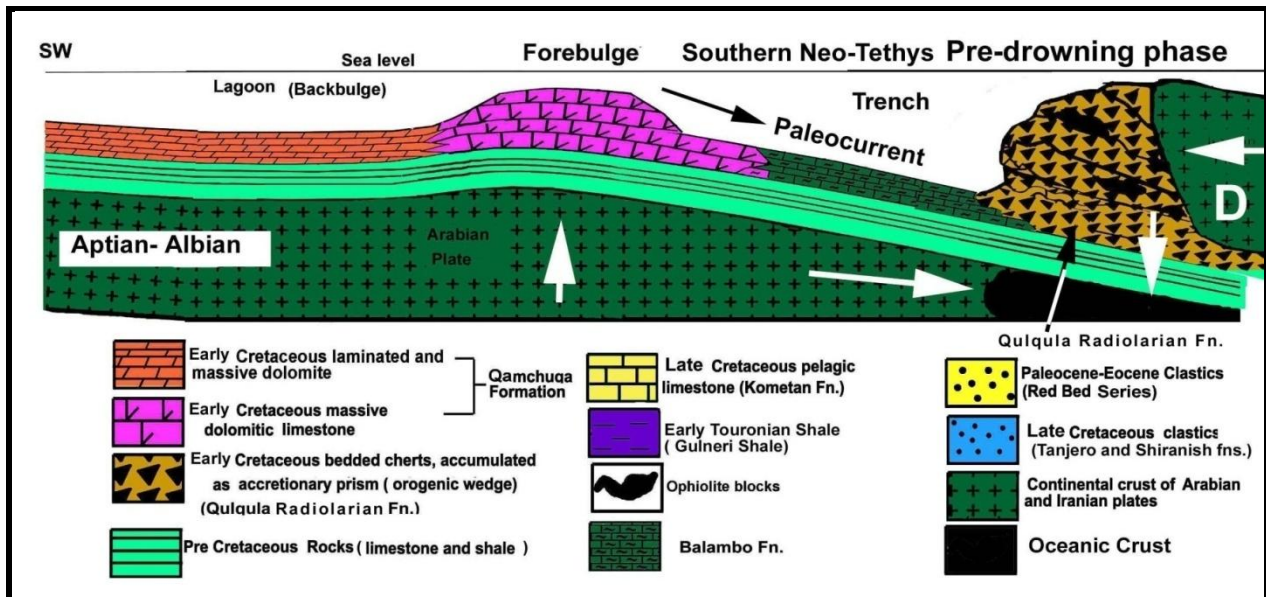 SW
Sea level
Forebulge
Southern Neo-Tethys
Pre-drowning phase
Lagoon (Backbulge)
Trench
Paleocurrent
D
Aptian- Albian
Arabian
Plate
Qulqula Radiolarian Fn.
Early Cretaceous laminated and
massive dolomite
Qamchuqa
Formation
Early Cretaceous massive
dolomitic limestone
Early Cretaceous bedded cherts, accumulated
as accretionary prism ( orogenic wedge)
(Qulqula Radiolarian Fn.)
Pre Cretaceous Rocks ( limestone and shale )
Late Cretaceous pelagic
limestone (Kometan Fn.)
Early Touronian Shale
( Gulneri Shale)
Ophiolite blocks
Balambo Fn.
Paleocene-Eocene Clastics
(Red Bed Series)
Late Cretaceous clastics
(Tanjero and Shiranish fns.)
Continental crust of Arabian
and Iranian plates
Oceanic Crust